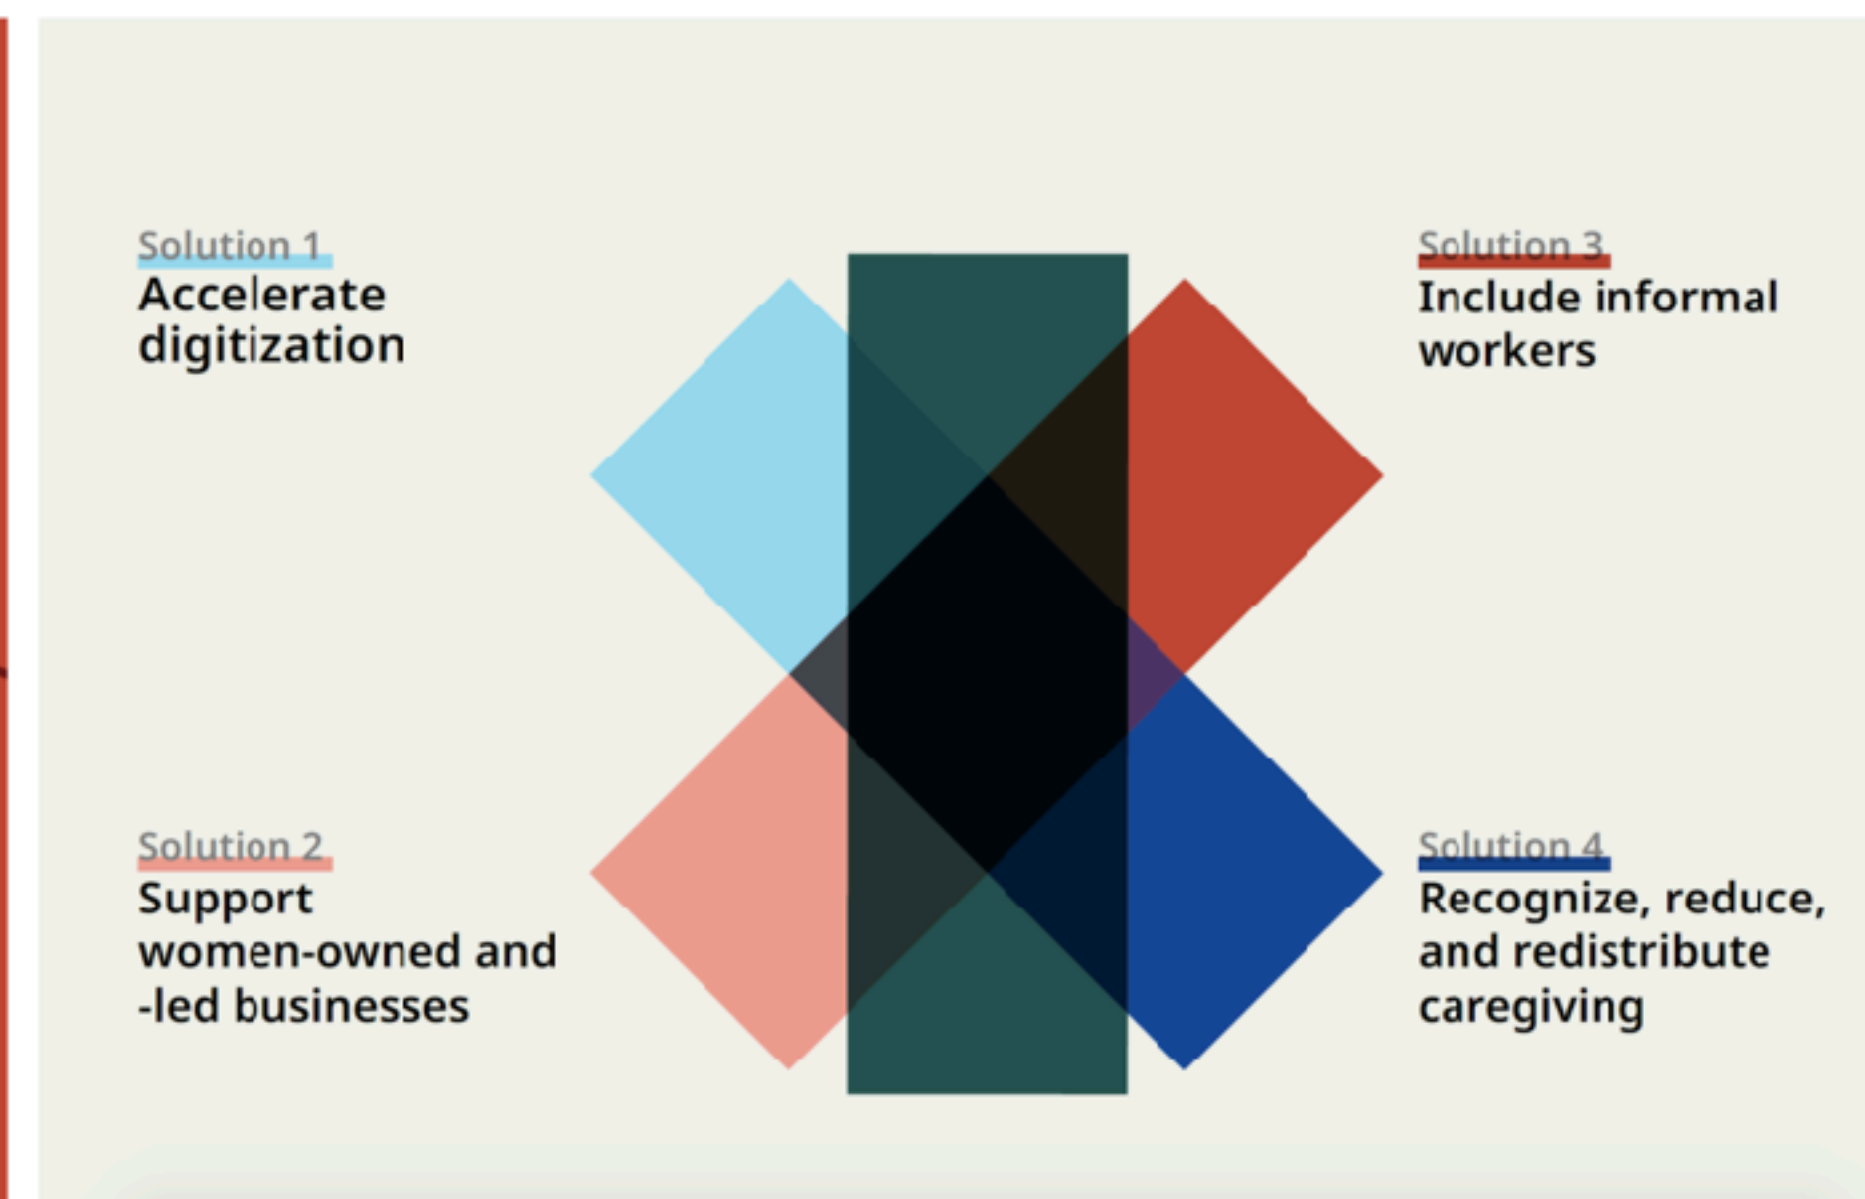 Solution 1
Accelerate
digitization
Solution 2
Support
women-owned and
-led businesses
Solution 3
Include informal
workers
Solution 4
Recognize, reduce,
and redistribute
caregiving